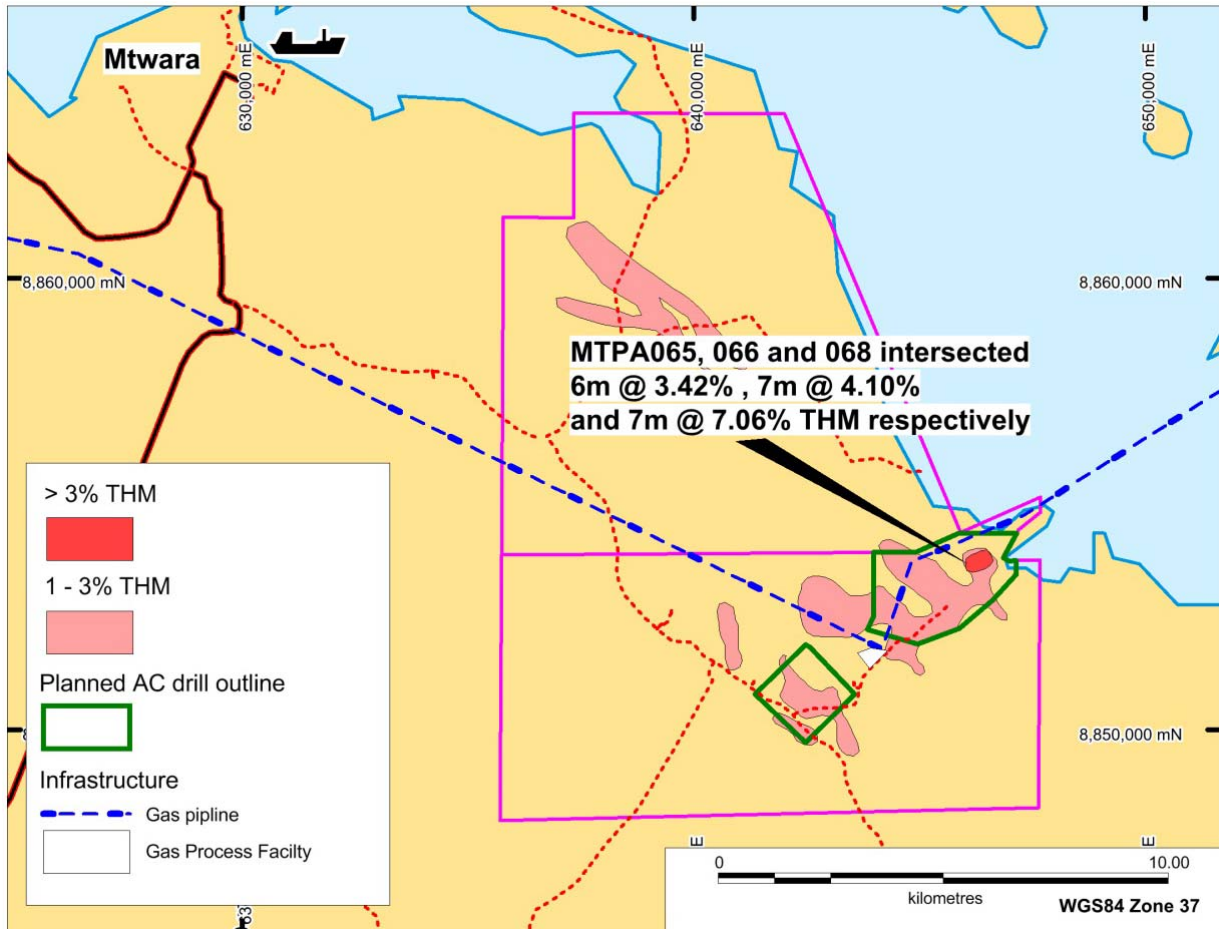 Mtwara
630,000 mE
640,000 mE
650,000 mE
8,860,000 mN
8,860,000 mN
MTPA065, 066 and 068 intersected
6m @ 3.42% , 7m @ 4.10%
and 7m @ 7.06% THM respectively
> 3% THM
1 - 3% THM
Planned AC drill outline
Infrastructure
Gas pipline
Gas Process Facilty
8,850,000 mN
0
10.00
kilometres
WGS84 Zone 37